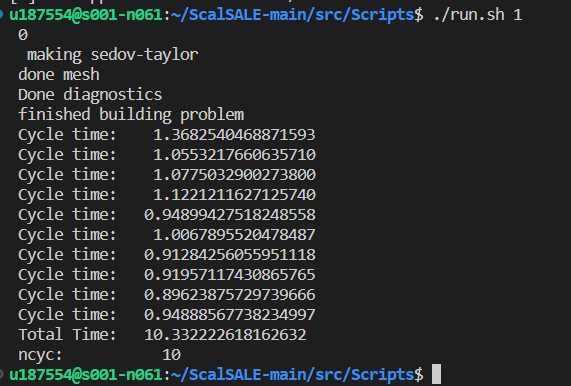 u187554@s001-n061:~/ScalSALE-main/src/Scripts$ ./run.sh 1
0
making sedov-taylor
done mesh
Done diagnostics
finished building problem
Cycle time: 1.3682540468871593
Cycle time: 1.0553217660635710
Cycle time: 1.0775032900273800
Cycle time: 1.1221211627125740
Cycle time: 0.94899427518248558
Cycle time: 1.0067895520478487
Cycle time: 0.91284256055951118
Cycle time: 0.91957117430865765
Cycle time: 0.89623875729739666
Cycle time: 0.94888567738234997
Total Time: 10.332222618162632
ncyc: 10
u187554@s001-n061:~/ScalSALE-main/src/Scripts$